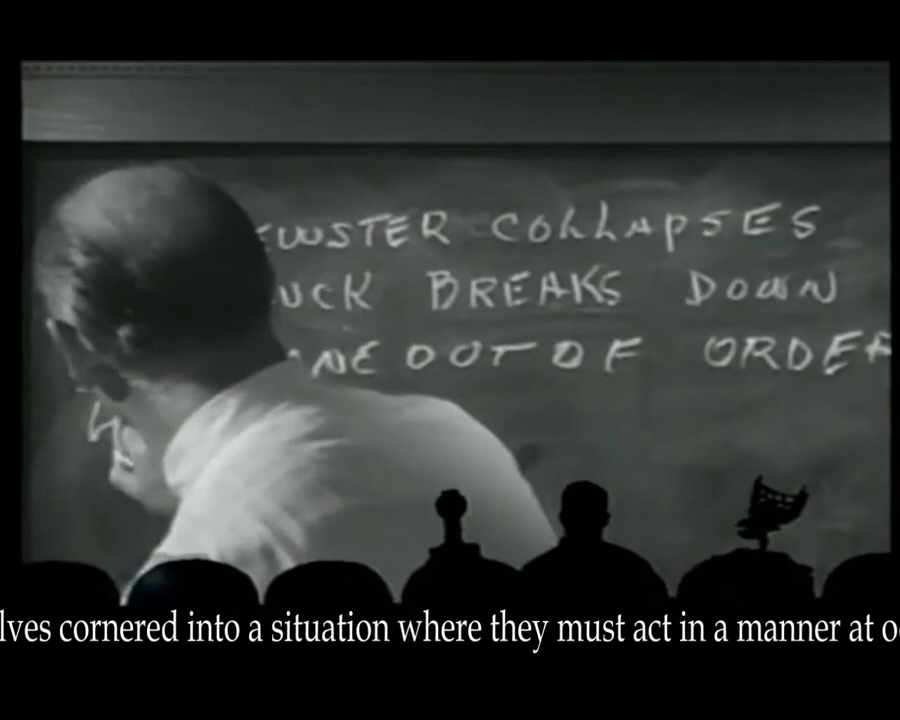 EWSTER COLLAPSES
UCK BREAKS DOWN
NE OUT OF ORDER
lves cornered into a situation where they must act in a manner at o